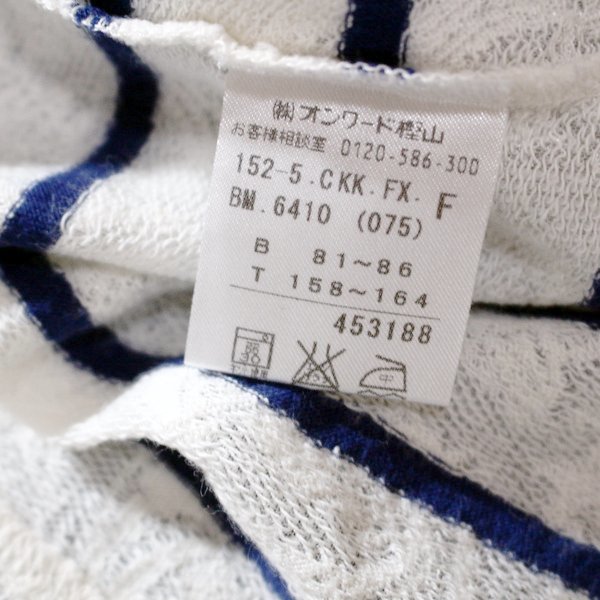 ㈱オンワード樫山
お客様相談室 0120-586-300
152-5.CKK.FX. F
BM.6410 (075)
B 81~86
T 158~164
453188